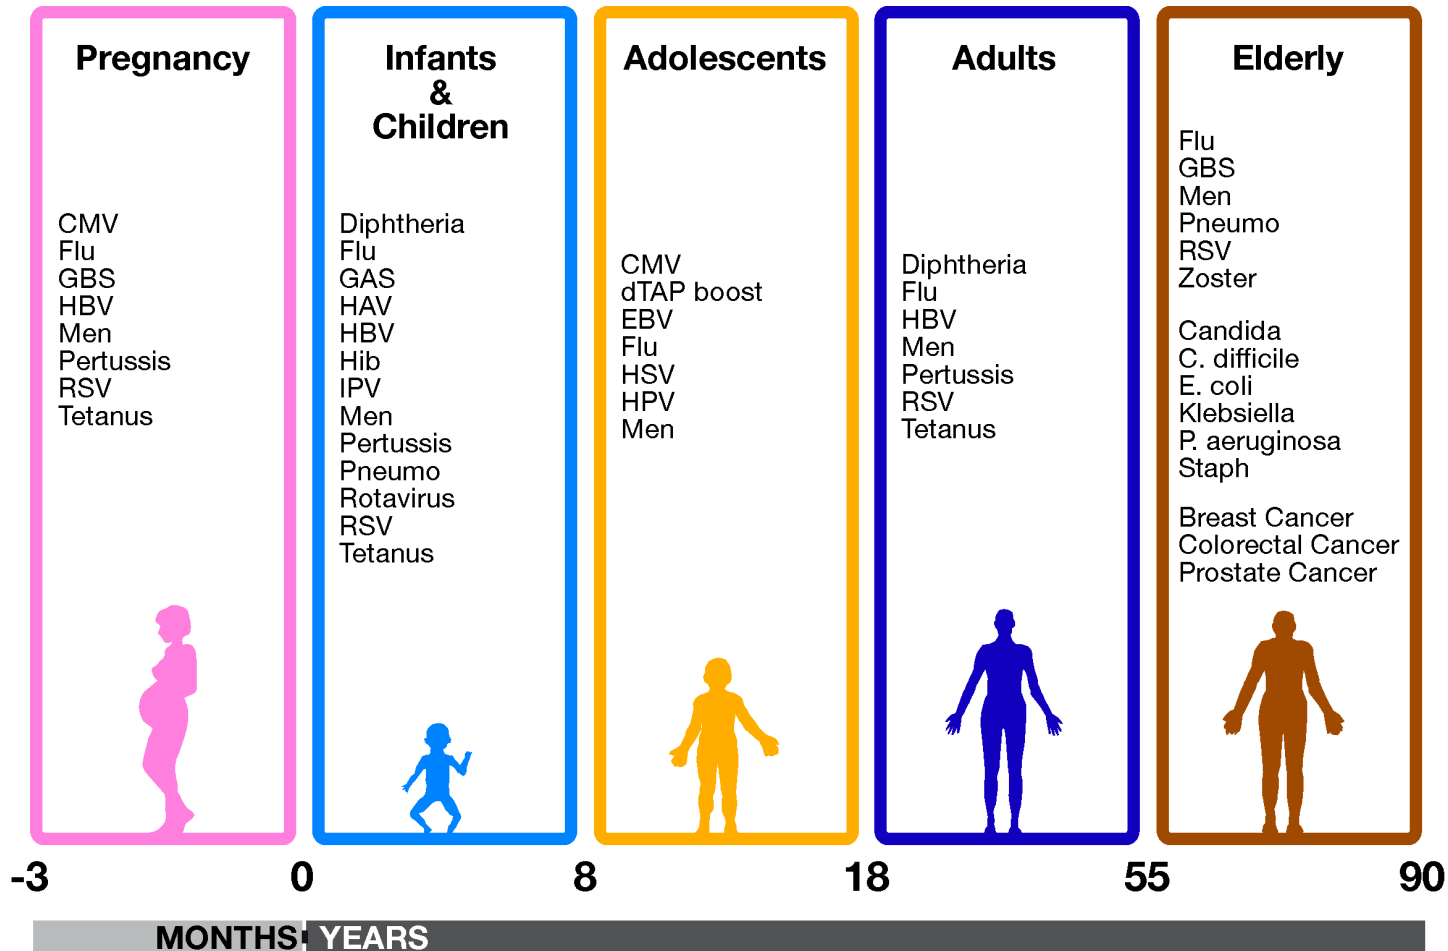 Pregnancy
CMV
Flu
GBS
HBV
Men
Pertussis
RSV
Tetanus
Infants
&
Children
Diphtheria
Flu
GAS
HAV
HBV
Hib
IPV
Men
Pertussis
Pneumo
Rotavirus
RSV
Tetanus
Adolescents
CMV
dTAP boost
EBV
Flu
HSV
HPV
Men
Adults
Diphtheria
Flu
HBV
Men
Pertussis
RSV
Tetanus
Elderly
Flu
GBS
Men
Pneumo
RSV
Zoster
Candida
C. difficile
E. coli
Klebsiella
P. aeruginosa
Staph
Breast Cancer
Colorectal Cancer
Prostate Cancer
-3 0 8 18 55 90
MONTHS YEARS